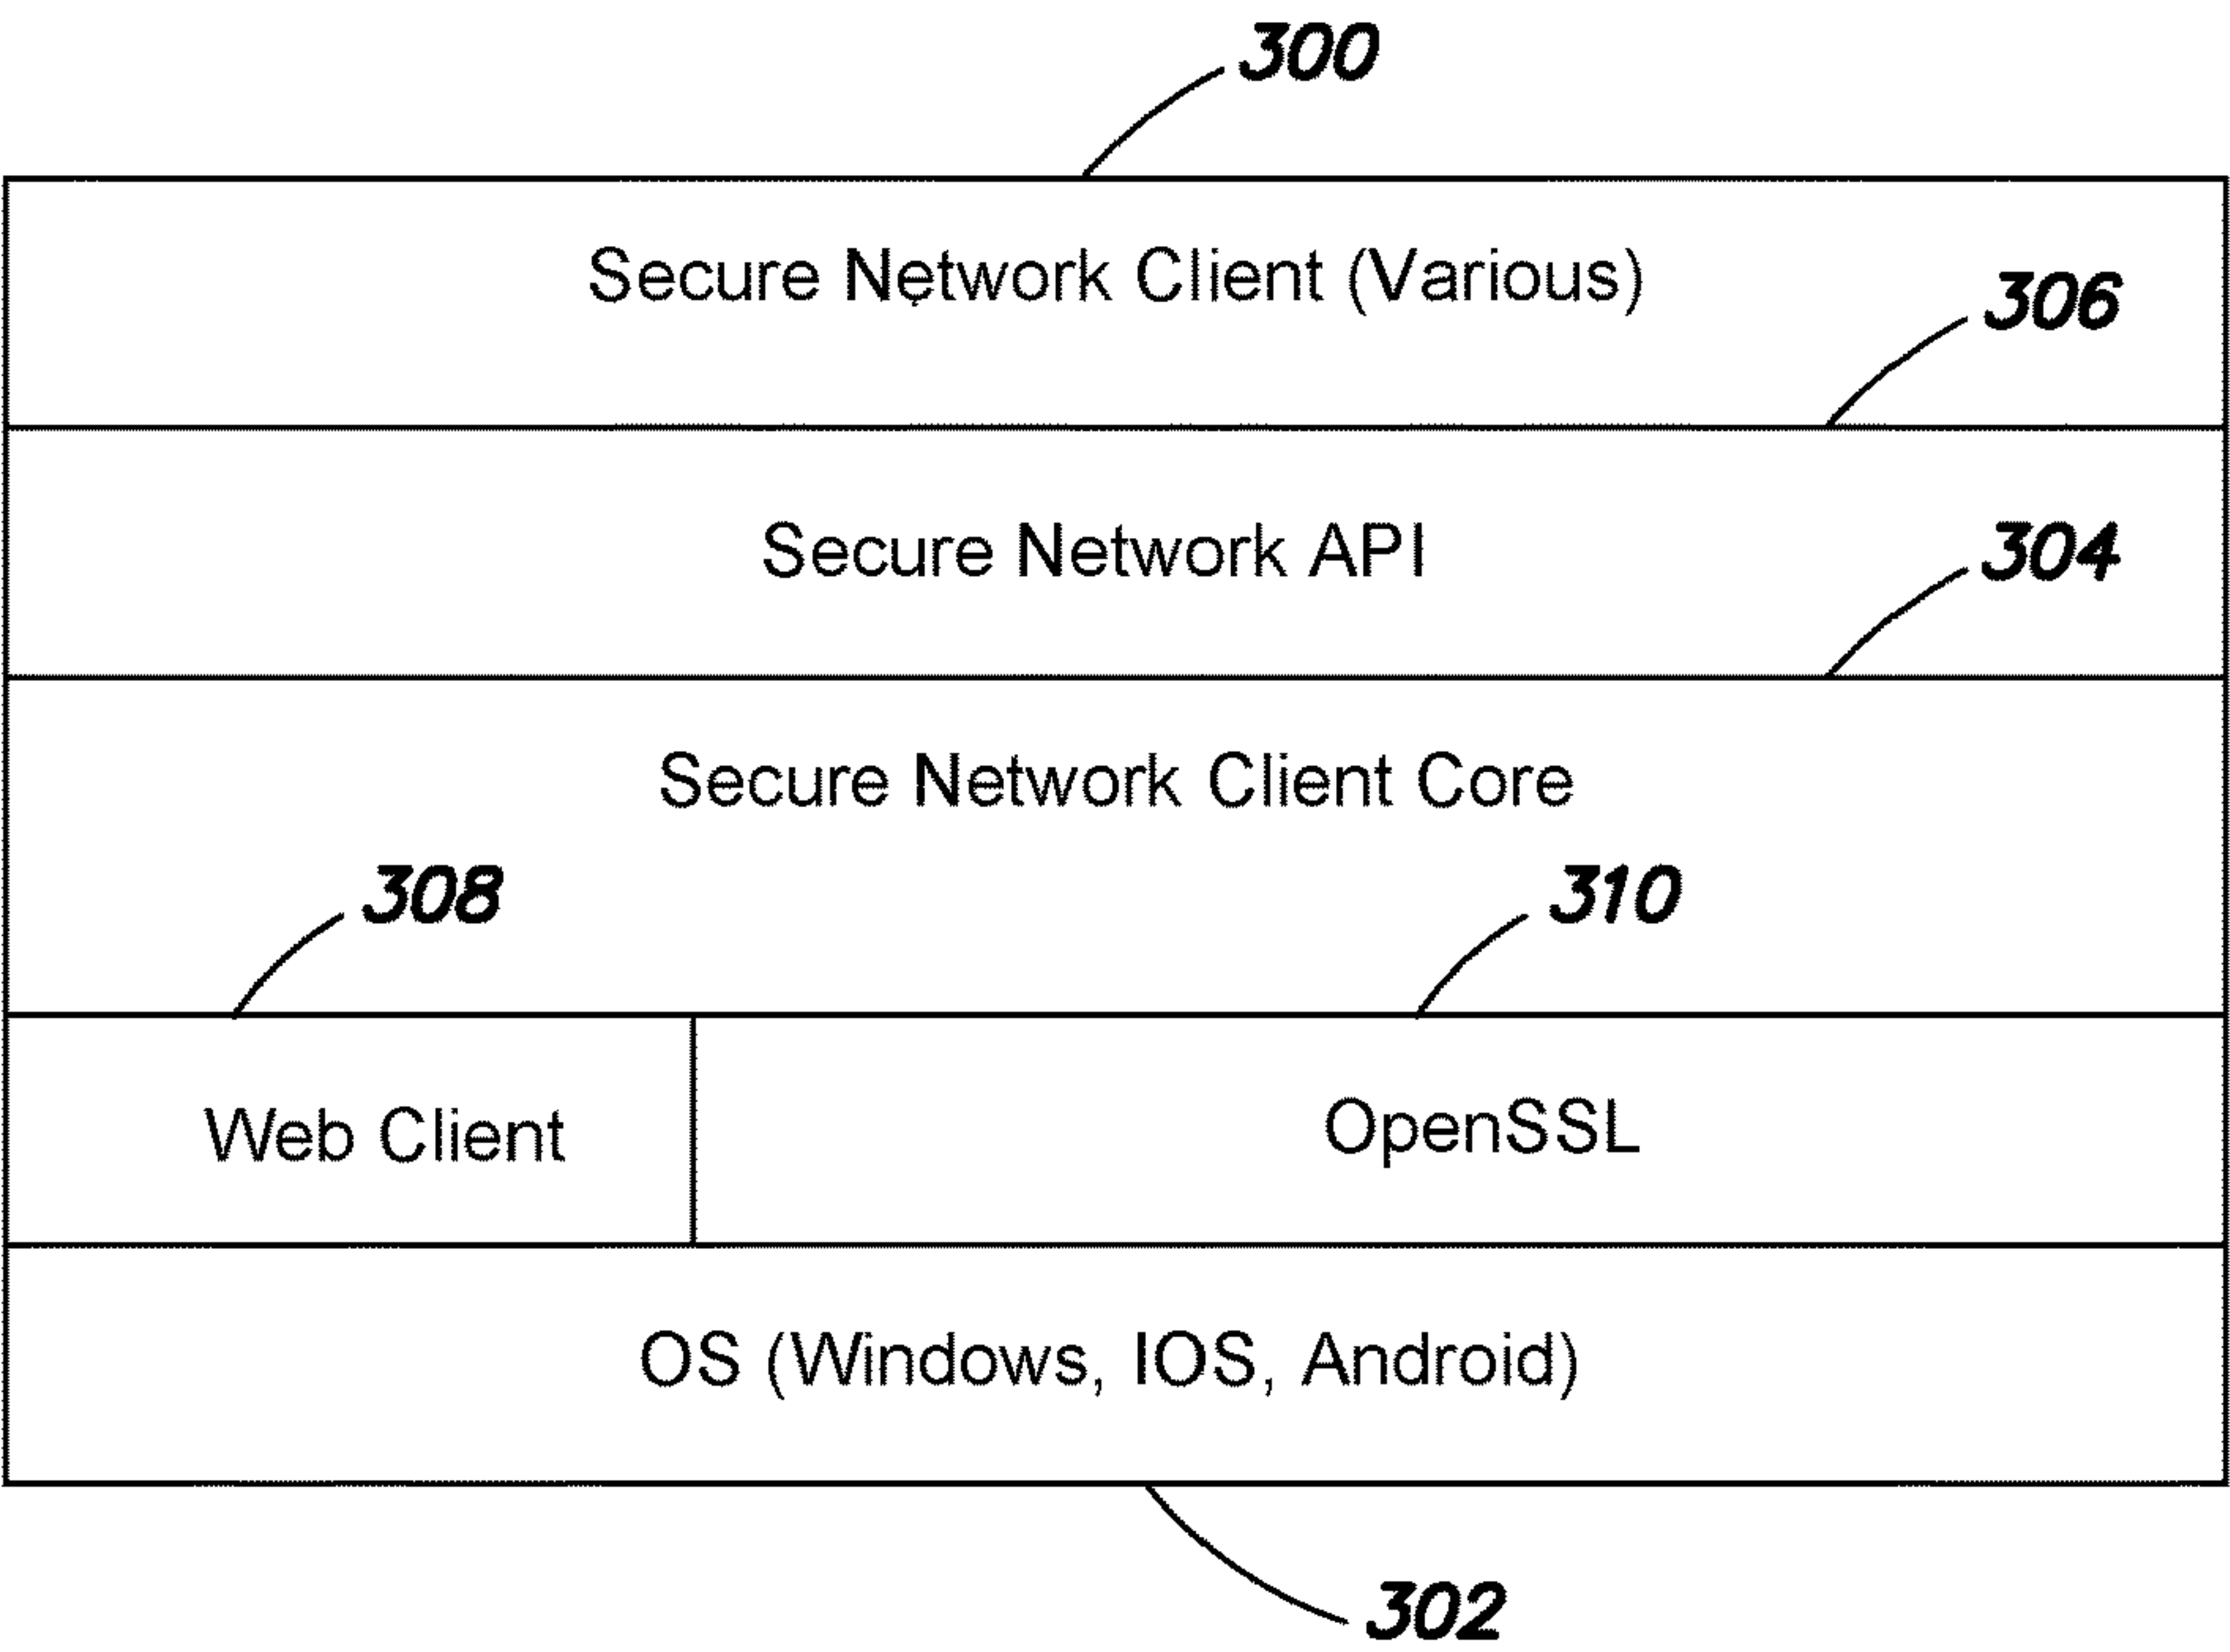 300
Secure Network Client (Various)
306
Secure Network API
304
Secure Network Client Core
308
310
Web Client
OpenSSL
OS (Windows, IOS, Android)
302